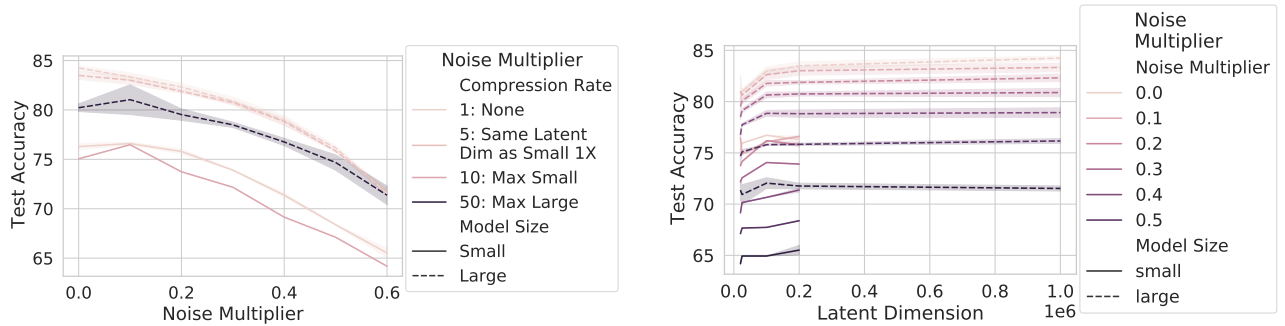 85
80
75
70
65
Test Accuracy
0.0
0.2
0.4
0.6
Noise Multiplier
Noise Multiplier
Compression Rate
1: None
5: Same Latent
Dim as Small 1X
10: Max Small
50: Max Large
Model Size
Small
Large
85
80
75
70
65
Test Accuracy
0.0
0.2
0.4
0.6
0.8
1.0
1e6
Latent Dimension
Noise
Multiplier
Noise Multiplier
0.0
0.1
0.2
0.3
0.4
0.5
Model Size
small
large